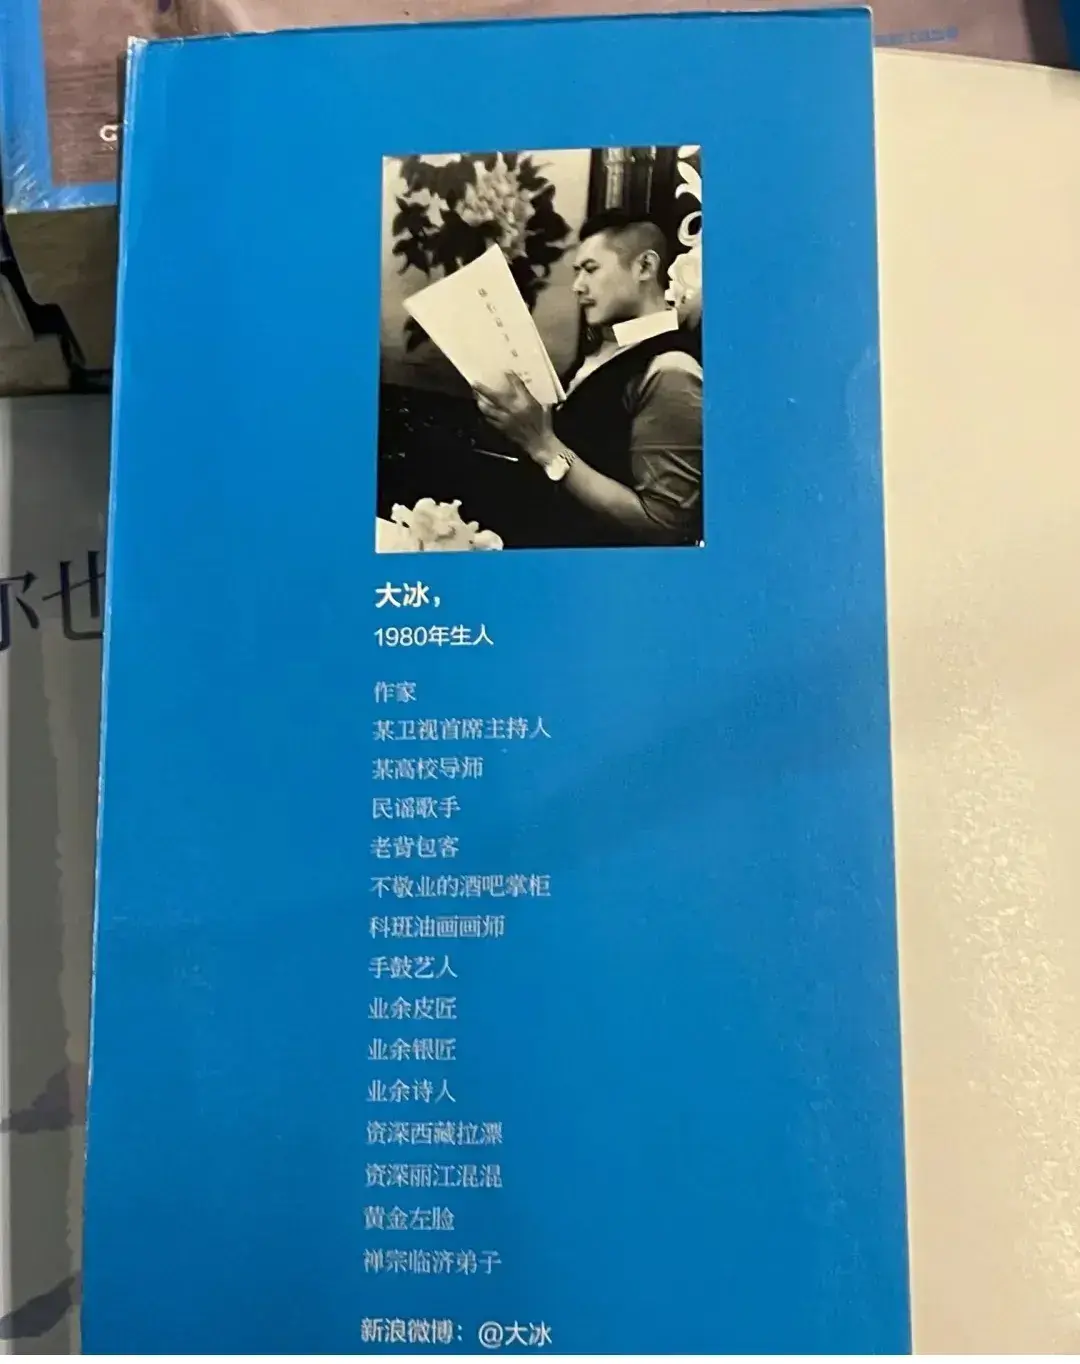 你也
大冰，
1980年生人
作家
某卫视首席主持人
某高校导师
民谣歌手
老背包客
不敬业的酒吧掌柜
科班油画画师
手鼓艺人
业余皮匠
业余银匠
业余诗人
资深西藏拉漂
资深丽江混混
黄金左脸
禅宗临济弟子
新浪微博：@大冰